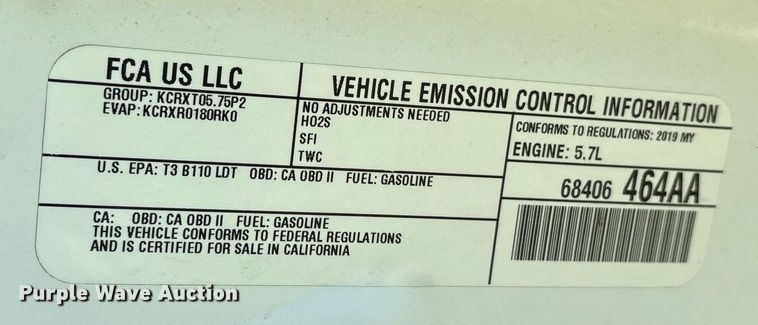 FCA US LLC
VEHICLE EMISSION CONTROL INFORMATION
GROUP: KCRXT05.75P2
EVAP: KCRXR0180RK0
NO ADJUSTMENTS NEEDED
HO2S
SFI
TWC
CONFORMS TO REGULATIONS: 2019 MY
ENGINE: 5.7L
U.S. EPA: T3 B110 LDT OBD: CA OBD II FUEL: GASOLINE
68406 464AA
CA: OBD: CA OBD II FUEL: GASOLINE
THIS VEHICLE CONFORMS TO FEDERAL REGULATIONS
AND IS CERTIFIED FOR SALE IN CALIFORNIA
Purple Wave Auction